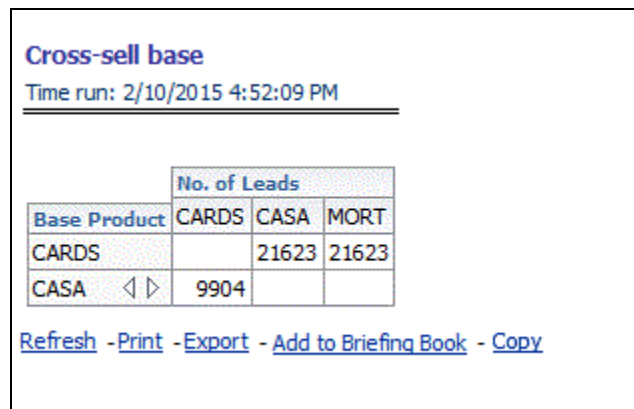 Cross-sell base
Time run: 2/10/2015 4:52:09 PM
No. of Leads
Base Product CARDS CASA MORT
CARDS 21623 21623
CASA 9904
Refresh - Print - Export - Add to Briefing Book - Copy